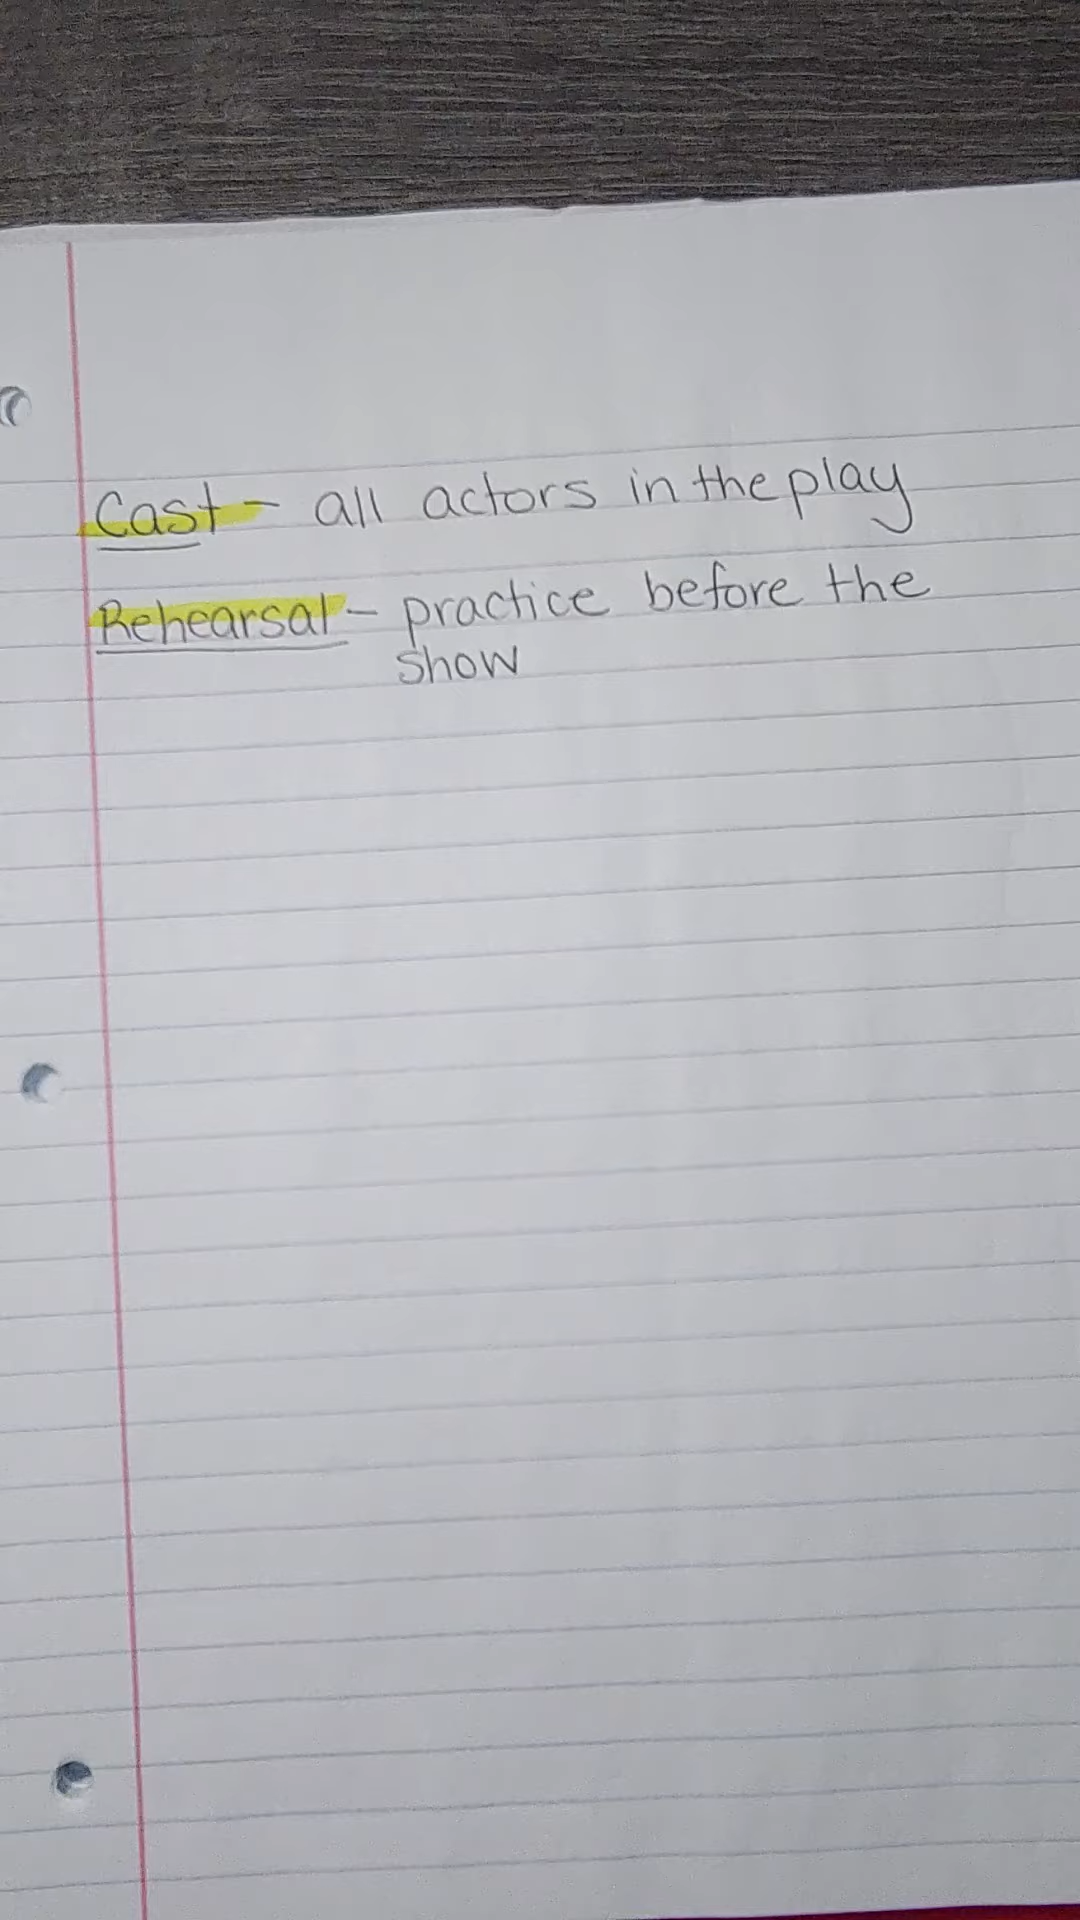 Cast - all actors in the play
Rehearsal - practice before the
show